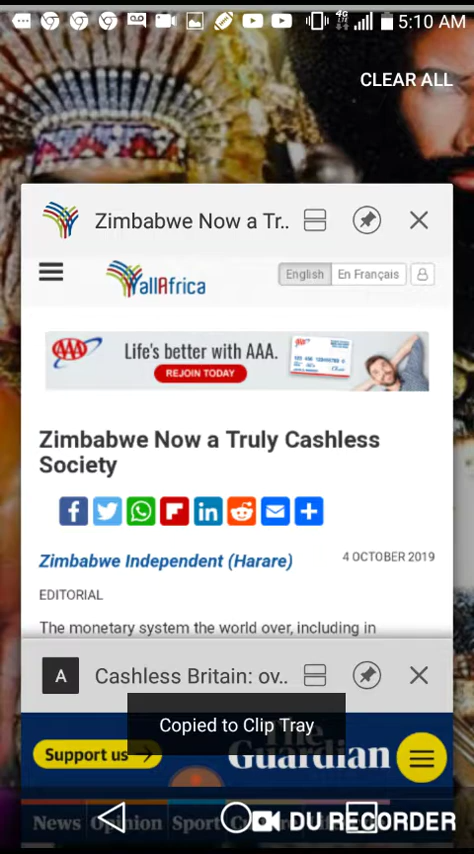 4G
5:10 AM
CLEAR ALL
Zimbabwe Now a Tr..
allAfrica
English
En Français
AAA
Life's better with AAA.
REJOIN TODAY
Zimbabwe Now a Truly Cashless
Society
Zimbabwe Independent (Harare)
4 OCTOBER 2019
EDITORIAL
The monetary system the world over, including in
A
Cashless Britain: ov..
Copied to Clip Tray
Support us →
The
Guardian
News
Opinion
Sport
DU RECORDER